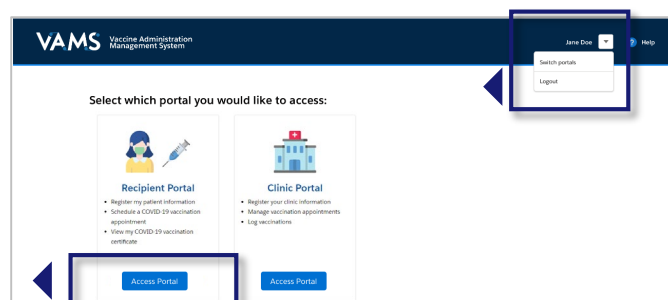 VAMS Vaccine Administration
Management System
Jane Doe
? Help
Switch portals
Logout
Select which portal you would like to access:
Recipient Portal
• Register my patient information
• Schedule a COVID-19 vaccination
appointment
• View my COVID-19 vaccination
certificate
Access Portal
Clinic Portal
• Register your clinic information
• Manage vaccination appointments
• Log vaccinations
Access Portal